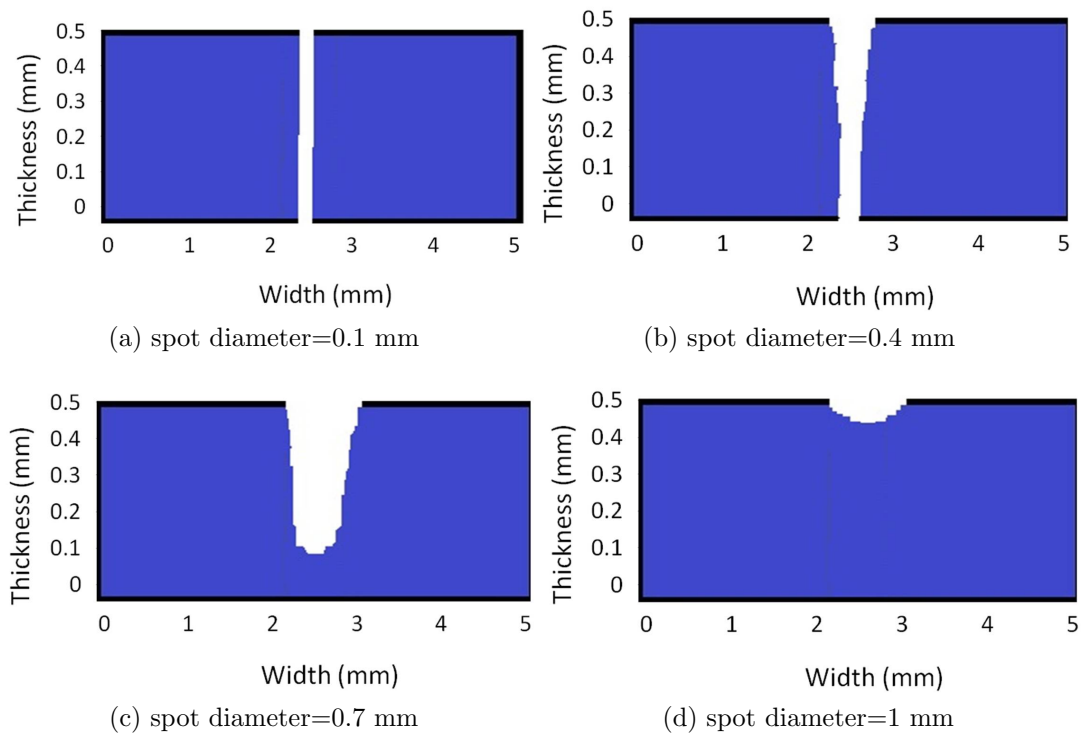 Thickness (mm)
0.5
0.4
0.3
0.2
0.1
0
0 1 2 3 4 5
Width (mm)
(a) spot diameter=0.1 mm
Thickness (mm)
0.5
0.4
0.3
0.2
0.1
0
0 1 2 3 4 5
Width (mm)
(b) spot diameter=0.4 mm
Thickness (mm)
0.5
0.4
0.3
0.2
0.1
0
0 1 2 3 4 5
Width (mm)
(c) spot diameter=0.7 mm
Thickness (mm)
0.5
0.4
0.3
0.2
0.1
0
0 1 2 3 4 5
Width (mm)
(d) spot diameter=1 mm